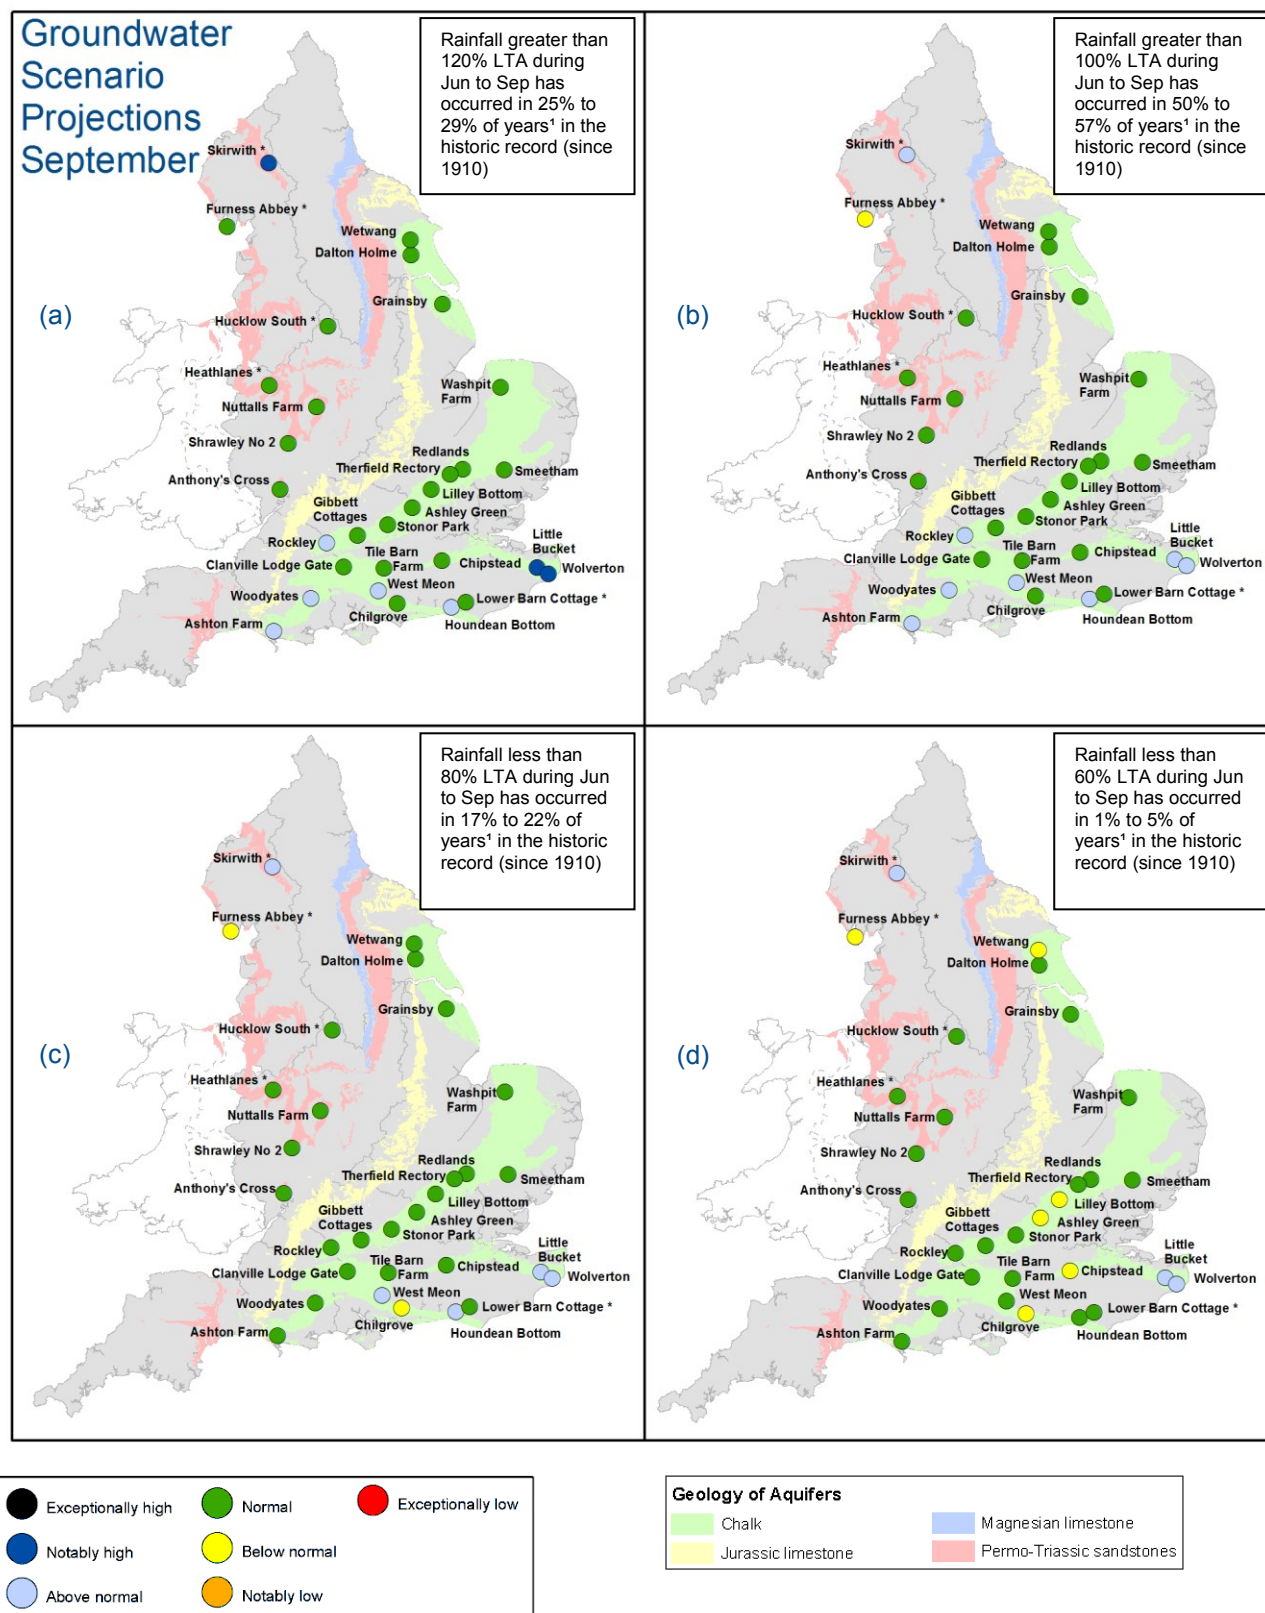 Groundwater
Scenario
Projections
September
Rainfall greater than
120% LTA during
Jun to Sep has
occurred in 25% to
29% of years¹ in the
historic record (since
1910)
(a)
Skirwith *
Furness Abbey *
Wetwang
Dalton Holme
Grainsby
Hucklow South *
Heathlanes *
Nuttalls Farm
Washpit
Farm
Shrawley No 2
Redlands
Therfield Rectory
Smeetham
Anthony's Cross
Lilley Bottom
Gibbett
Cottages
Ashley Green
Stonor Park
Rockley
Little
Bucket
Tile Barn
Farm
Clanville Lodge Gate
Chipstead
Wolverton
West Meon
Woodyates
Lower Barn Cottage *
Chilgrove
Ashton Farm
Houndean Bottom
Rainfall greater than
100% LTA during
Jun to Sep has
occurred in 50% to
57% of years¹ in the
historic record (since
1910)
(b)
Skirwith *
Furness Abbey *
Wetwang
Dalton Holme
Grainsby
Hucklow South *
Heathlanes *
Nuttalls Farm
Washpit
Farm
Shrawley No 2
Redlands
Therfield Rectory
Smeetham
Anthony's Cross
Lilley Bottom
Gibbett
Cottages
Ashley Green
Stonor Park
Rockley
Little
Bucket
Tile Barn
Farm
Clanville Lodge Gate
Chipstead
Wolverton
West Meon
Woodyates
Lower Barn Cottage *
Chilgrove
Ashton Farm
Houndean Bottom
Rainfall less than
80% LTA during Jun
to Sep has occurred
in 17% to 22% of
years¹ in the historic
record (since 1910)
(c)
Skirwith *
Furness Abbey *
Wetwang
Dalton Holme
Grainsby
Hucklow South *
Heathlanes *
Nuttalls Farm
Washpit
Farm
Shrawley No 2
Redlands
Therfield Rectory
Smeetham
Anthony's Cross
Lilley Bottom
Gibbett
Cottages
Ashley Green
Stonor Park
Rockley
Little
Bucket
Tile Barn
Farm
Clanville Lodge Gate
Chipstead
Wolverton
West Meon
Woodyates
Lower Barn Cottage *
Chilgrove
Ashton Farm
Houndean Bottom
Rainfall less than
60% LTA during Jun
to Sep has occurred
in 1% to 5% of
years¹ in the historic
record (since 1910)
(d)
Skirwith *
Furness Abbey *
Wetwang
Dalton Holme
Grainsby
Hucklow South *
Heathlanes *
Nuttalls Farm
Washpit
Farm
Shrawley No 2
Redlands
Therfield Rectory
Smeetham
Anthony's Cross
Lilley Bottom
Gibbett
Cottages
Ashley Green
Stonor Park
Rockley
Little
Bucket
Tile Barn
Farm
Clanville Lodge Gate
Chipstead
Wolverton
West Meon
Woodyates
Lower Barn Cottage *
Chilgrove
Ashton Farm
Houndean Bottom
Exceptionally high
Normal
Exceptionally low
Notably high
Below normal
Above normal
Notably low
Geology of Aquifers
Chalk
Magnesian limestone
Jurassic limestone
Permo-Triassic sandstones